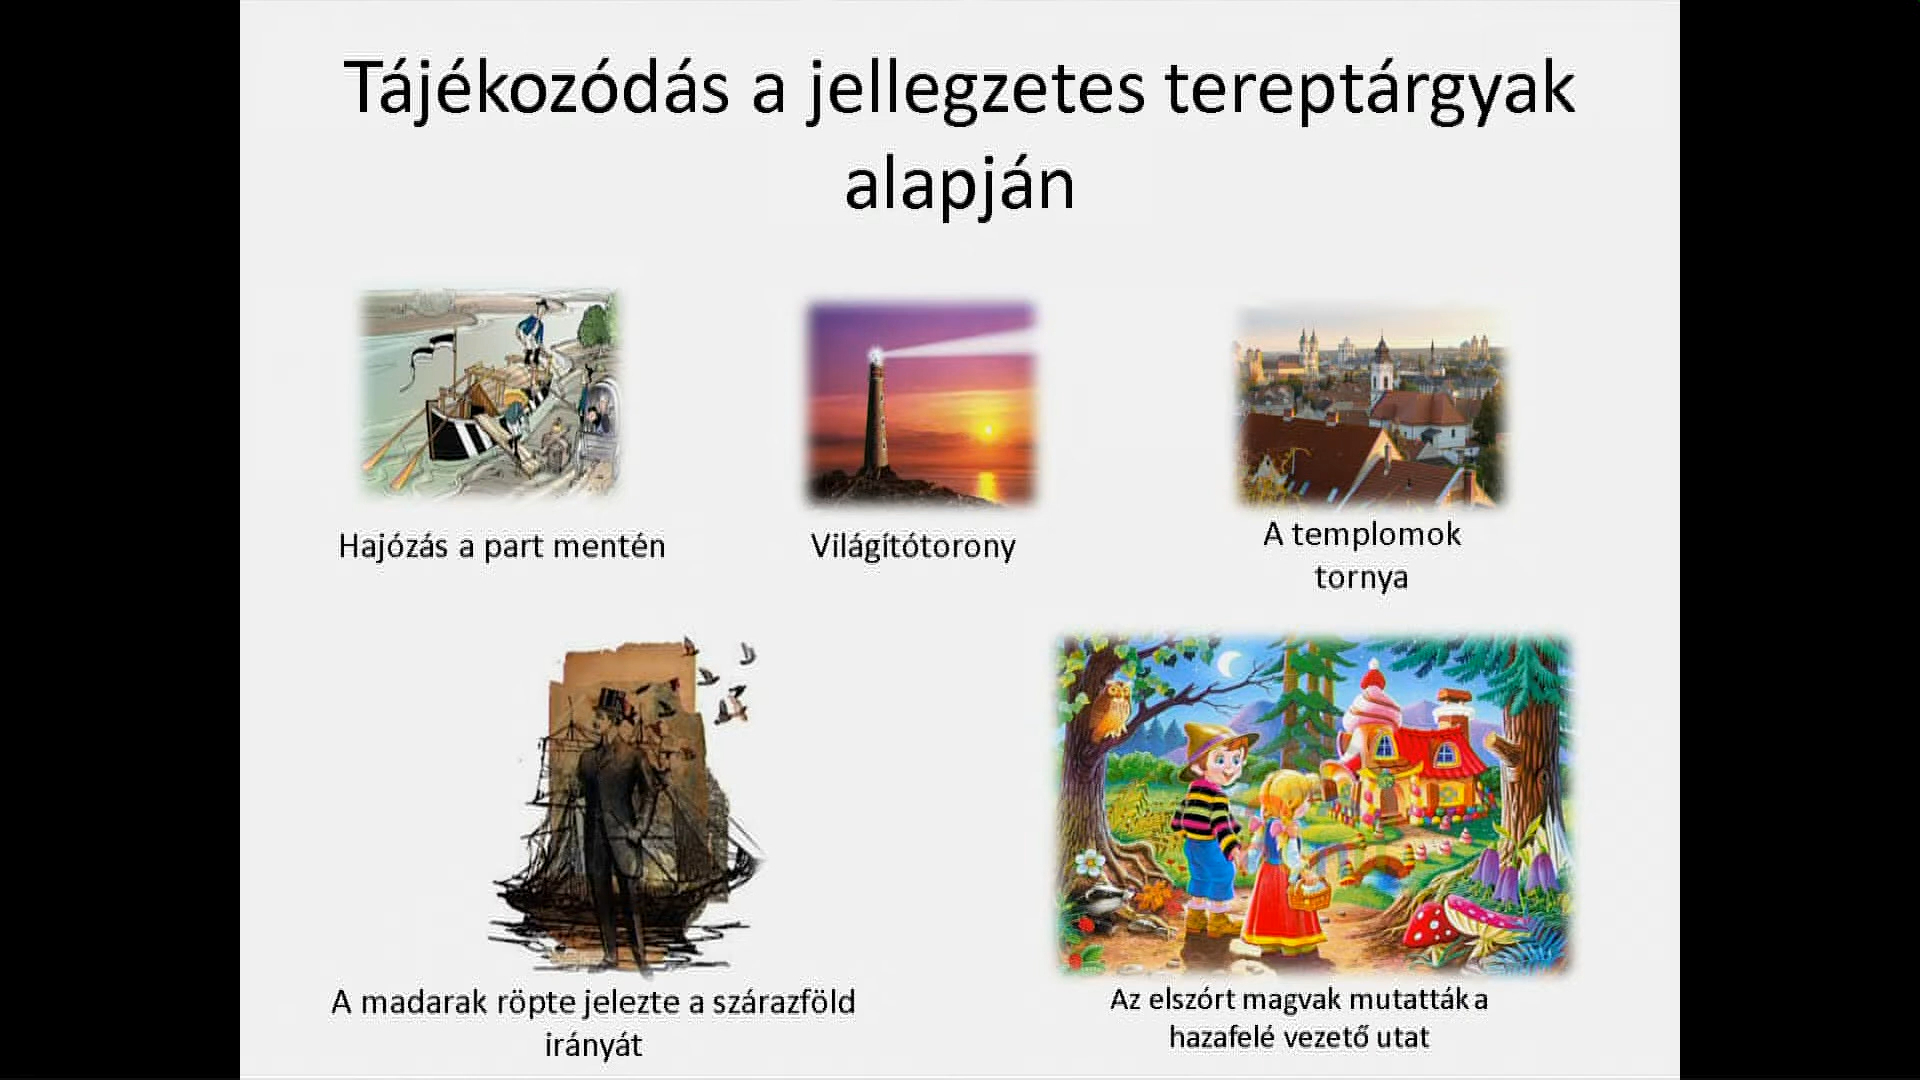 Tájékozódás a jellegzetes tereptárgyak
alapján
Hajózás a part mentén
Világítótorony
A templomok
tornya
A madarak röpte jelezte a szárazföld
irányát
Az elszórt magvak mutatták a
hazafelé vezető utat